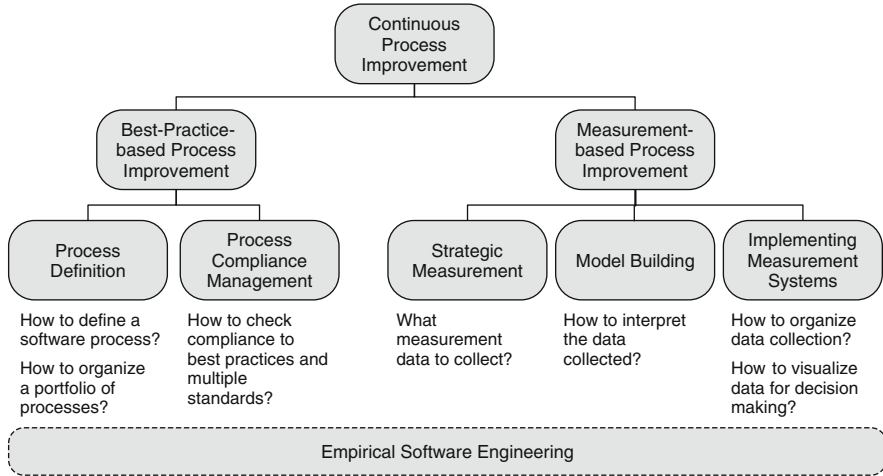 Continuous
Process
Improvement
Best-Practice-
based Process
Improvement
Measurement-
based Process
Improvement
Process
Definition
Process
Compliance
Management
Strategic
Measurement
Model Building
Implementing
Measurement
Systems
How to define a
software process?
How to organize
a portfolio of
processes?
How to check
compliance to
best practices and
multiple
standards?
What
measurement
data to collect?
How to interpret
the data
collected?
How to organize
data collection?
How to visualize
data for decision
making?
Empirical Software Engineering